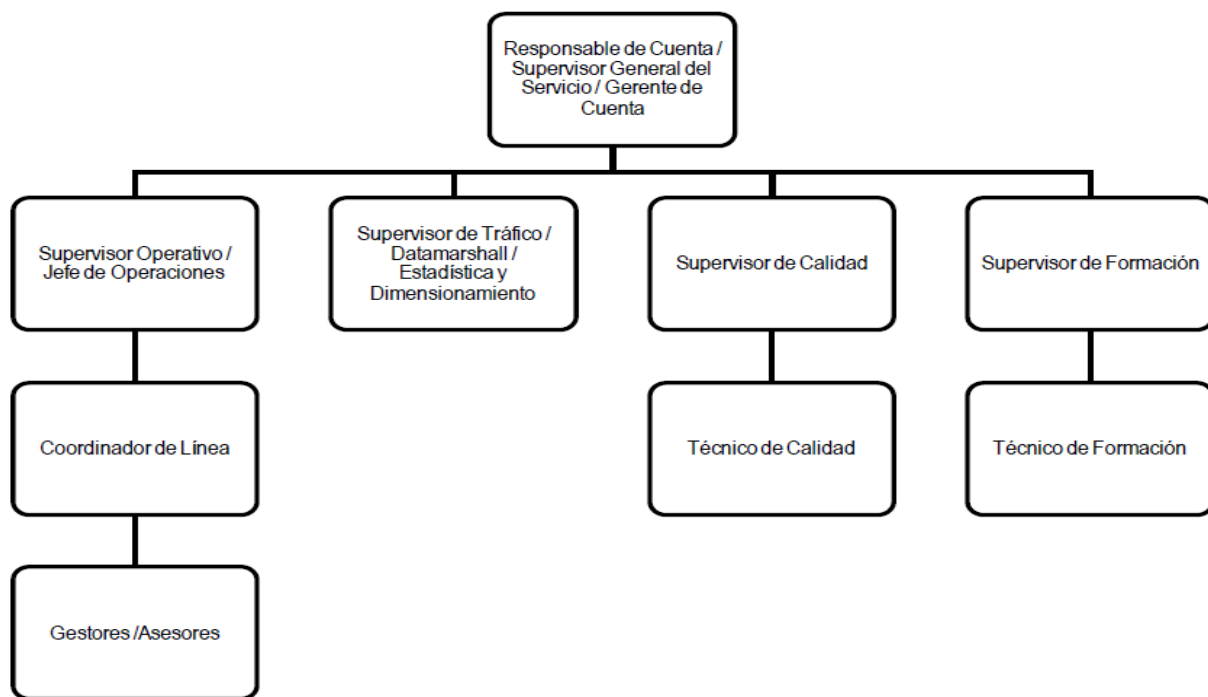 Responsable de Cuenta /
Supervisor General del
Servicio / Gerente de
Cuenta
Supervisor Operativo /
Jefe de Operaciones
Supervisor de Tráfico /
Datamarshall /
Estadística y
Dimensionamiento
Supervisor de Calidad
Supervisor de Formación
Coordinador de Línea
Técnico de Calidad
Técnico de Formación
Gestores /Asesores